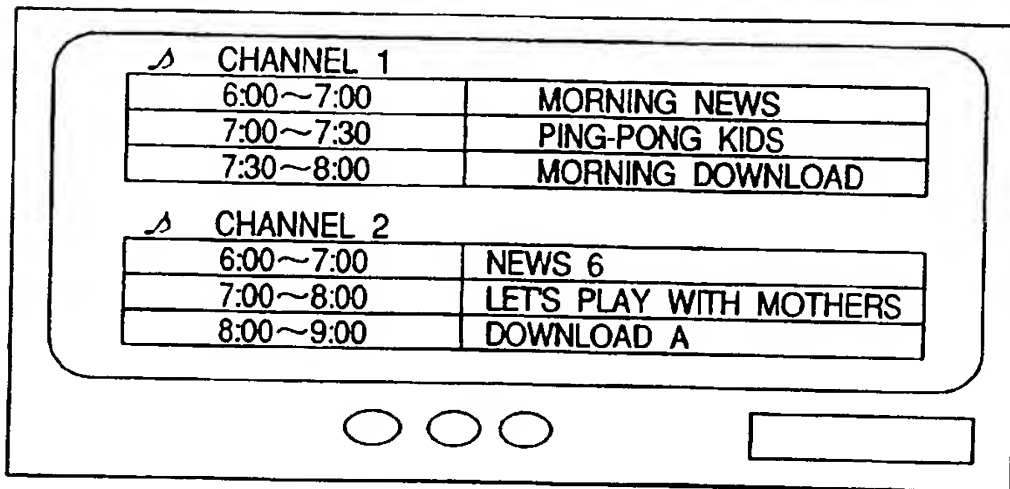 ♪ CHANNEL 1
6:00～7:00 MORNING NEWS
7:00～7:30 PING-PONG KIDS
7:30～8:00 MORNING DOWNLOAD
♪ CHANNEL 2
6:00～7:00 NEWS 6
7:00～8:00 LET'S PLAY WITH MOTHERS
8:00～9:00 DOWNLOAD A